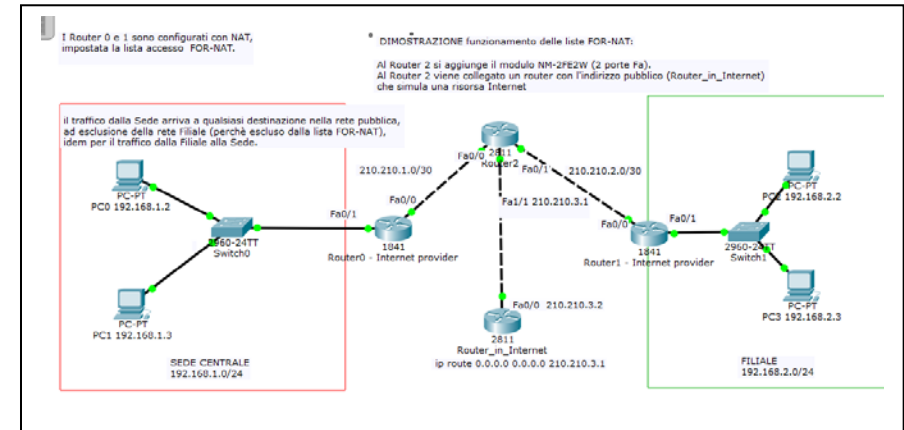 I Router 0 e 1 sono configurati con NAT,
impostata la lista accesso FOR-NAT.
DIMOSTRAZIONE funzionamento delle liste FOR-NAT:
Al Router 2 si aggiunge il modulo NM-2FE2W (2 porte Fa).
Al Router 2 viene collegato un router con l'indirizzo pubblico (Router_in_Internet)
che simula una risorsa Internet
il traffico dalla Sede arriva a qualsiasi destinazione nella rete pubblica,
ad esclusione della rete Filiale (perchè escluso dalla lista FOR-NAT),
idem per il traffico dalla Filiale alla Sede.
2811
Router2
Fa0/0
Fa0/1
210.210.1.0/30
210.210.2.0/30
Fa1/1 210.210.3.1
PC-PT
PC0 192.168.1.2
PC-PT
PC2 192.168.2.2
Fa0/0
Fa0/1
2960-24TT
Switch0
1841
Router0 - Internet provider
Fa0/0
Fa0/1
1841
Router1 - Internet provider
2960-24TT
Switch1
PC-PT
PC1 192.168.1.3
Fa0/0 210.210.3.2
2811
Router_in_Internet
ip route 0.0.0.0 0.0.0.0 210.210.3.1
PC-PT
PC3 192.168.2.3
SEDE CENTRALE
192.168.1.0/24
FILIALE
192.168.2.0/24